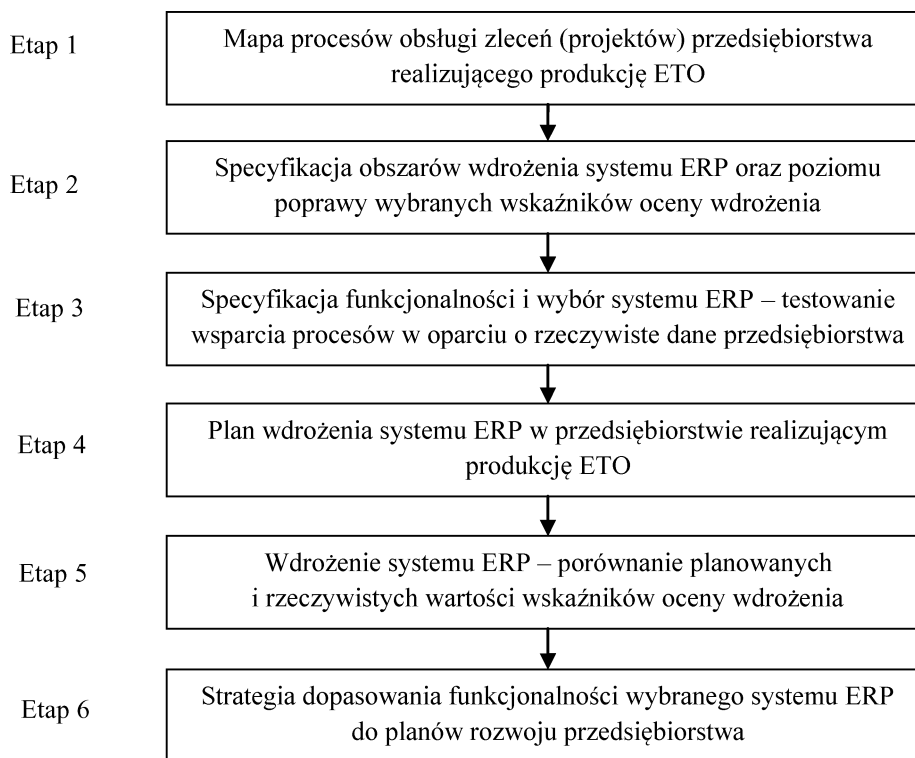 Etap 1
Mapa procesów obsługi zleceń (projektów) przedsiębiorstwa
realizującego produkcję ETO
Etap 2
Specyfikacja obszarów wdrożenia systemu ERP oraz poziomu
poprawy wybranych wskaźników oceny wdrożenia
Etap 3
Specyfikacja funkcjonalności i wybór systemu ERP – testowanie
wsparcia procesów w oparciu o rzeczywiste dane przedsiębiorstwa
Etap 4
Plan wdrożenia systemu ERP w przedsiębiorstwie realizującym
produkcję ETO
Etap 5
Wdrożenie systemu ERP – porównanie planowanych
i rzeczywistych wartości wskaźników oceny wdrożenia
Etap 6
Strategia dopasowania funkcjonalności wybranego systemu ERP
do planów rozwoju przedsiębiorstwa